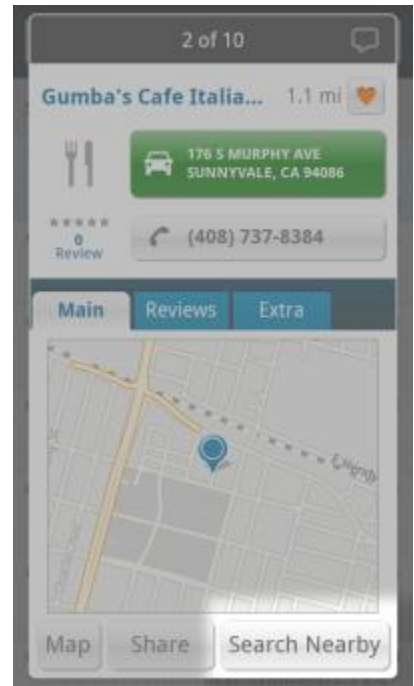 2 of 10
Gumba's Cafe Italia... 1.1 mi
176 S MURPHY AVE
SUNNYVALE, CA 94086
0
Review
(408) 737-8384
Main Reviews Extra
E Hendy
Map Share Search Nearby